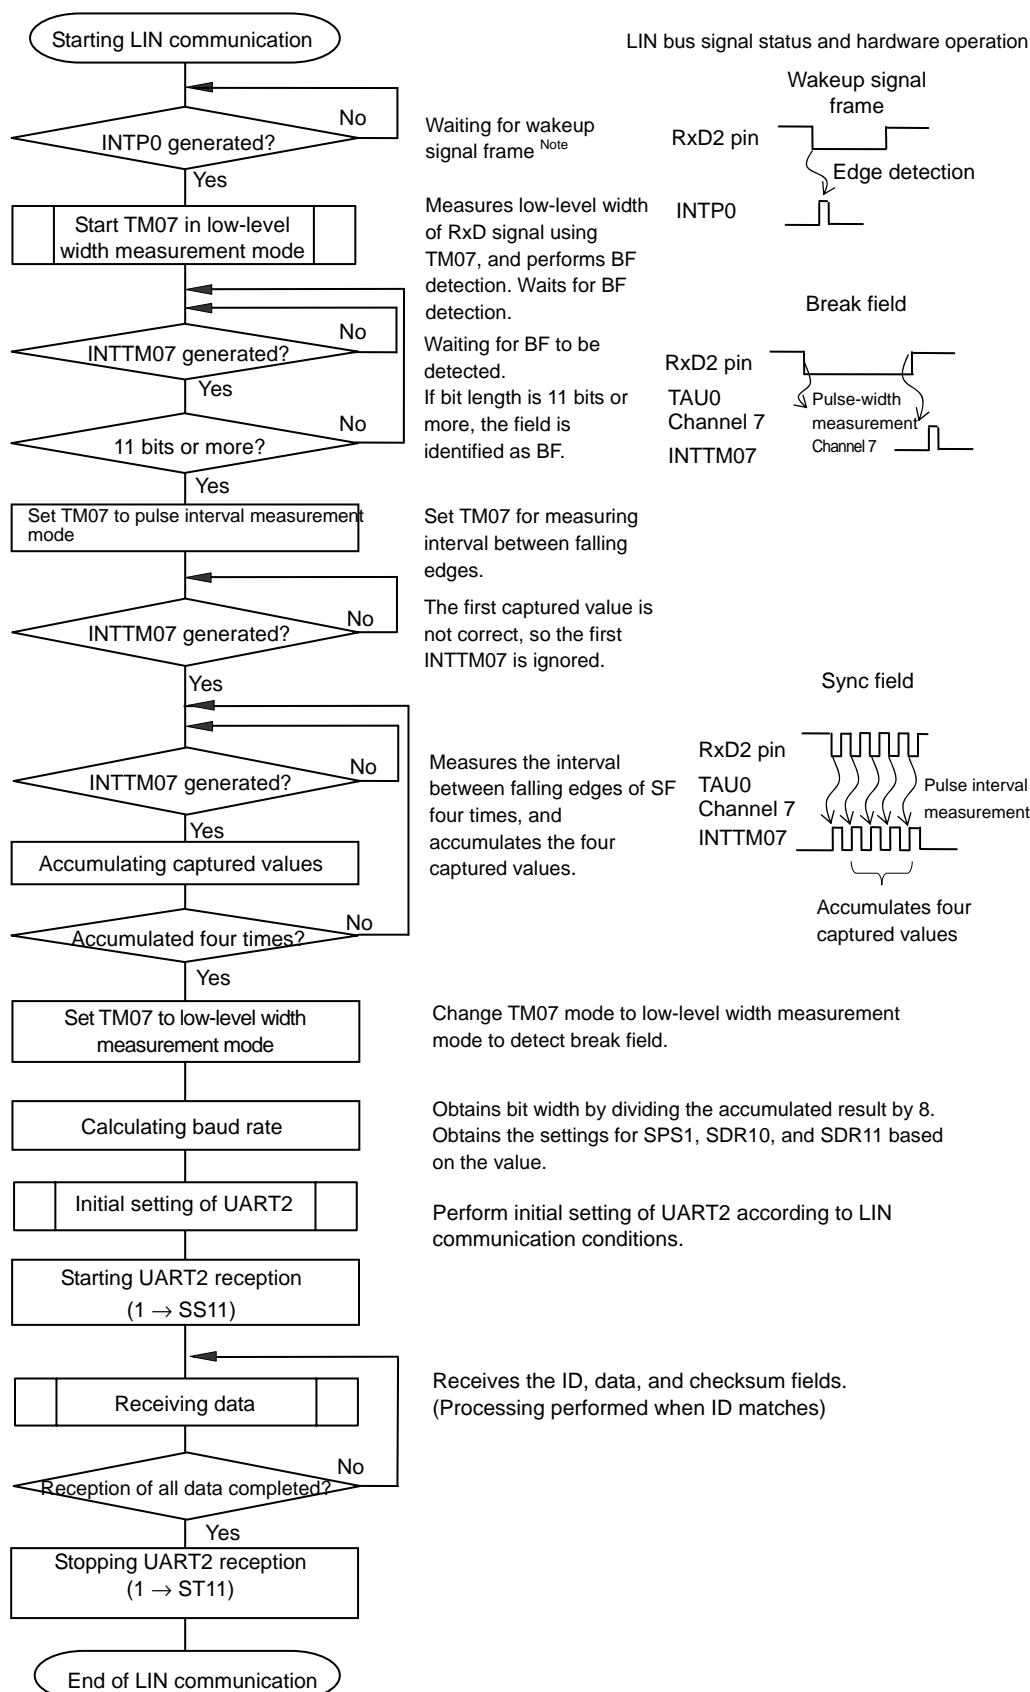 Starting LIN communication
LIN bus signal status and hardware operation
No
INTP0 generated?
Yes
Waiting for wakeup
signal frame Note
Wakeup signal
frame
RxD2 pin
Edge detection
INTP0
Start TM07 in low-level
width measurement mode
Measures low-level width
of RxD signal using
TM07, and performs BF
detection. Waits for BF
detection.
No
INTTM07 generated?
Yes
Waiting for BF to be
detected.
If bit length is 11 bits or
more, the field is
identified as BF.
No
11 bits or more?
Yes
Break field
RxD2 pin
TAU0
Channel 7
INTTM07
Pulse-width
measurement
Channel 7
Set TM07 to pulse interval measurement
mode
Set TM07 for measuring
interval between falling
edges.
No
INTTM07 generated?
Yes
The first captured value is
not correct, so the first
INTTM07 is ignored.
Sync field
RxD2 pin
TAU0
Channel 7
INTTM07
Pulse interval
measurement
Accumulates four
captured values
No
INTTM07 generated?
Yes
Measures the interval
between falling edges of SF
four times, and
accumulates the four
captured values.
Accumulating captured values
No
Accumulated four times?
Yes
Set TM07 to low-level width
measurement mode
Change TM07 mode to low-level width measurement
mode to detect break field.
Calculating baud rate
Obtains bit width by dividing the accumulated result by 8.
Obtains the settings for SPS1, SDR10, and SDR11 based
on the value.
Initial setting of UART2
Perform initial setting of UART2 according to LIN
communication conditions.
Starting UART2 reception
(1 → SS11)
Receiving data
Receives the ID, data, and checksum fields.
(Processing performed when ID matches)
No
Reception of all data completed?
Yes
Stopping UART2 reception
(1 → ST11)
End of LIN communication